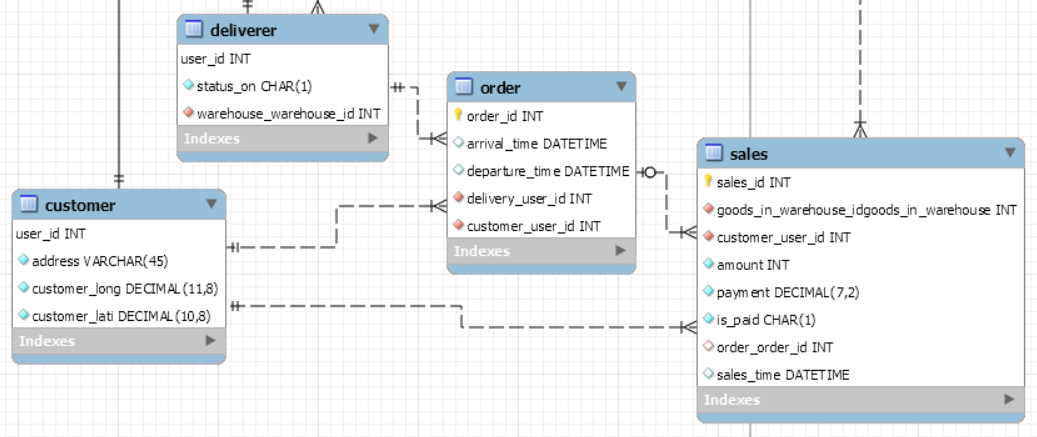 deliverer
user_id INT
status_on CHAR(1)
warehouse_warehouse_id INT
Indexes
order
order_id INT
arrival_time DATETIME
departure_time DATETIME
delivery_user_id INT
customer_user_id INT
Indexes
customer
user_id INT
address VARCHAR(45)
customer_long DECIMAL(11,8)
customer_lati DECIMAL(10,8)
Indexes
sales
sales_id INT
goods_in_warehouse_idgoods_in_warehouse INT
customer_user_id INT
amount INT
payment DECIMAL(7,2)
is_paid CHAR(1)
order_order_id INT
sales_time DATETIME
Indexes